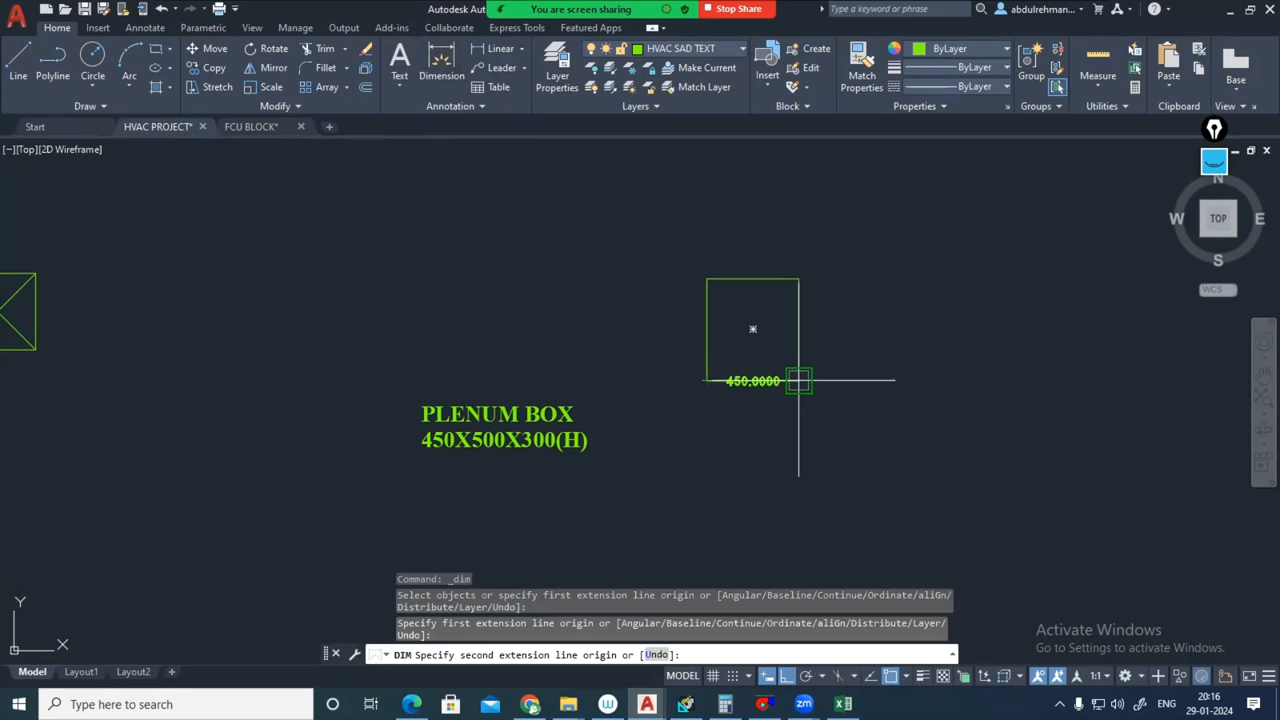 Autodesk Aut
You are screen sharing
Stop Share
Type a keyword or phrase
abdulrehman...
Home Insert Annotate Parametric View Manage Output Add-ins Collaborate Express Tools Featured Apps
Line Polyline Circle Arc
Move Rotate Trim
Copy Mirror Fillet
Stretch Scale Array
Text Dimension
Linear
Leader
Table
Layer Properties
HVAC SAD TEXT
Make Current
Match Layer
Insert
Create
Edit
Match Properties
ByLayer
ByLayer
ByLayer
Group
Measure
Paste
Base
Draw Modify Annotation Layers Block Properties Groups Utilities Clipboard View
Start HVAC PROJECT* FCU BLOCK*
[−][Top][2D Wireframe]
N
W TOP E
S
WCS
450.0000
PLENUM BOX
450X500X300(H)
Command: _dim
Select objects or specify first extension line origin or [Angular/Baseline/Continue/Ordinate/aliGn/
Distribute/Layer/Undo]:
Specify first extension line origin or [Angular/Baseline/Continue/Ordinate/aliGn/Distribute/Layer/
Undo]:
DIM Specify second extension line origin or [Undo]:
Y
X
Activate Windows
Go to Settings to activate Windows.
Model Layout1 Layout2
MODEL
1:1
Type here to search
ENG
20:16
29-01-2024